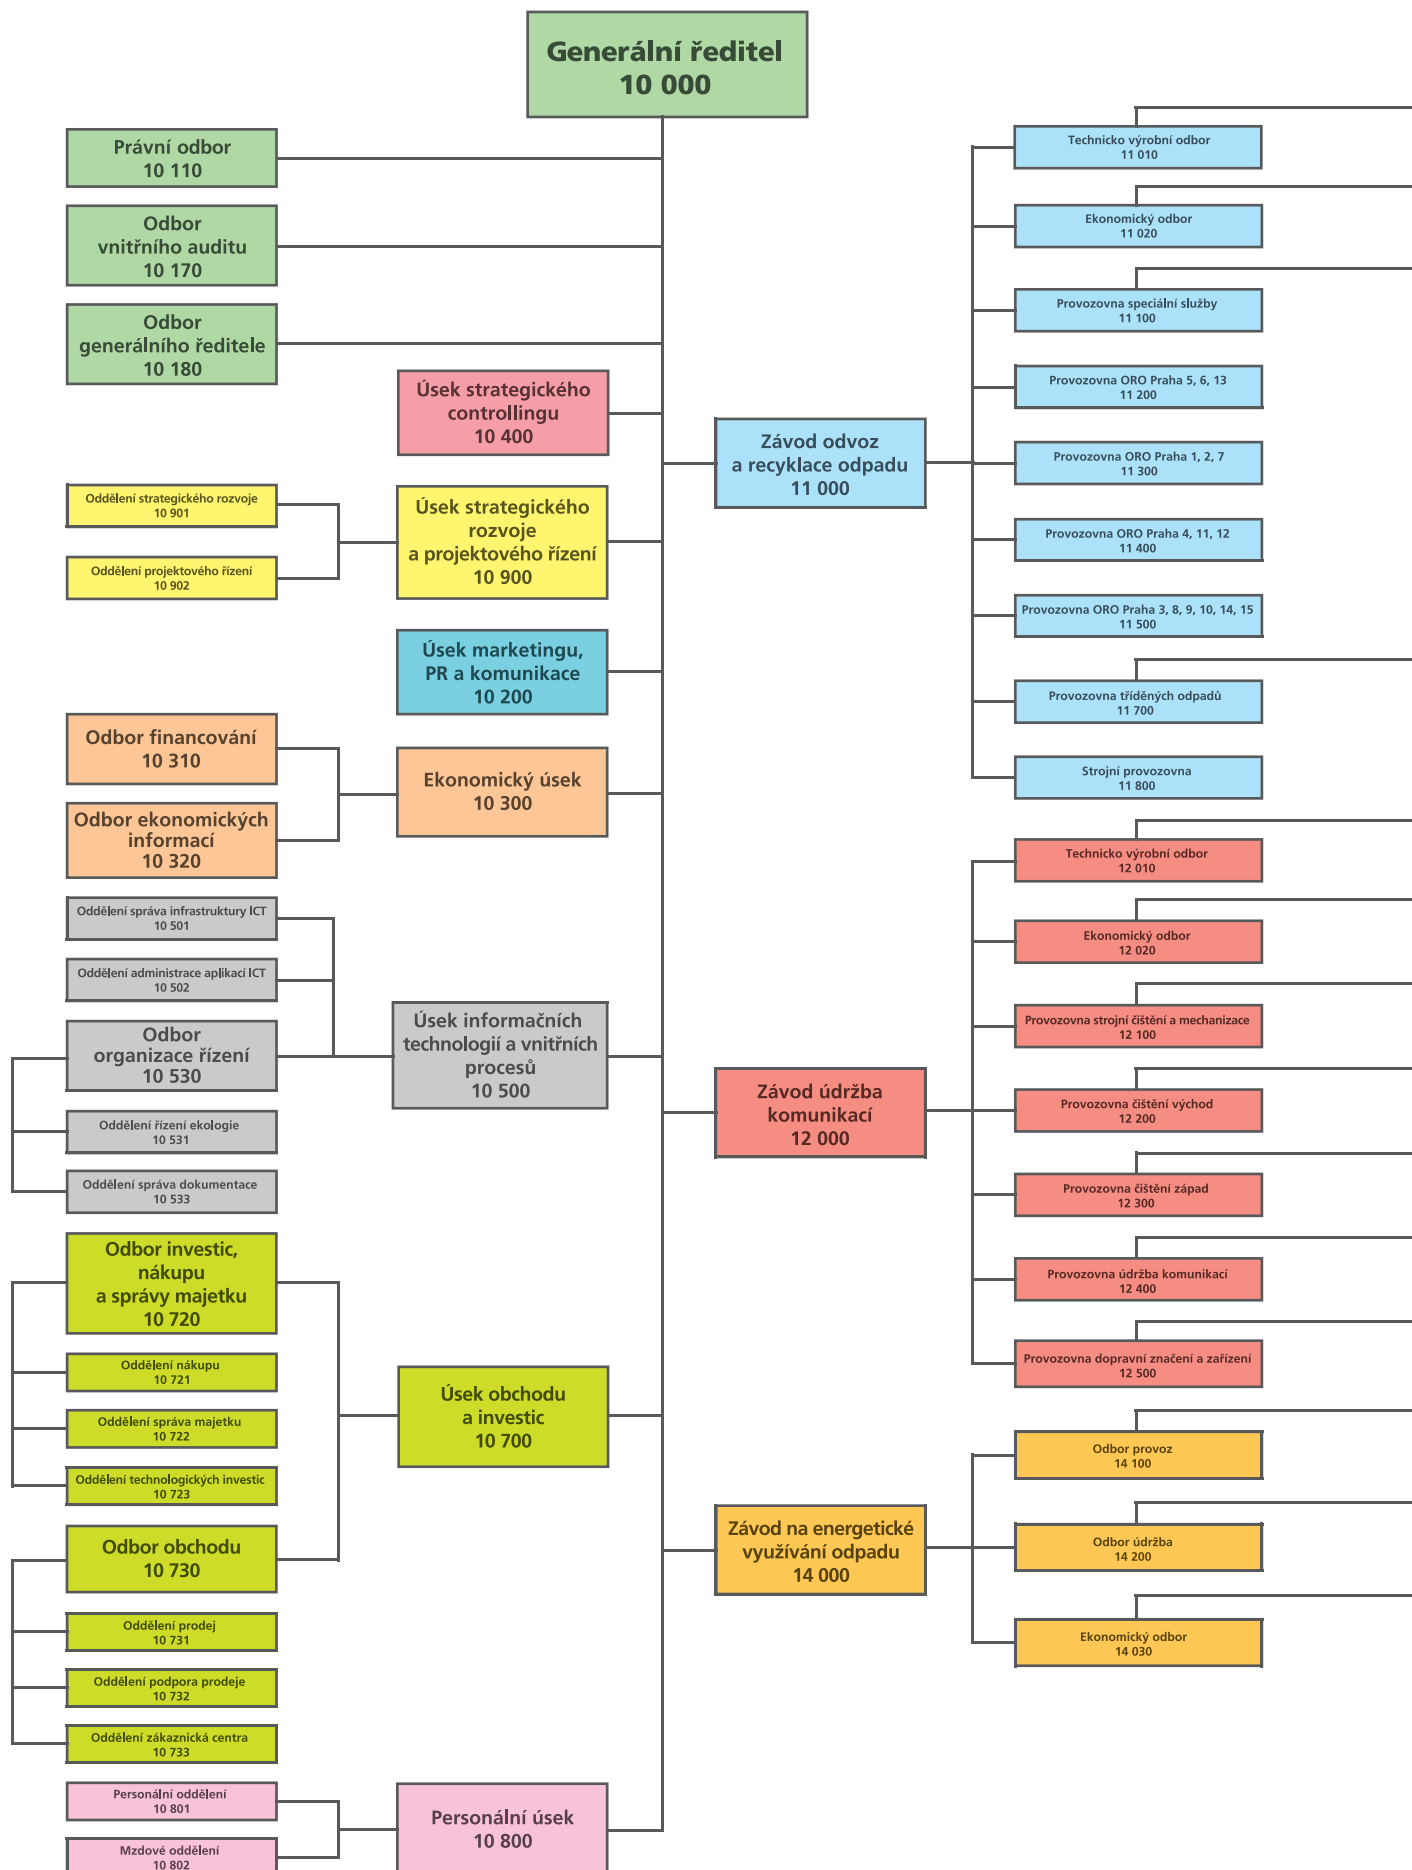 Generální ředitel
10 000
Právní odbor
10 110
Odbor
vnitřního auditu
10 170
Odbor
generálního ředitele
10 180
Úsek strategického
controllingu
10 400
Oddělení strategického rozvoje
10 901
Oddělení projektového řízení
10 902
Úsek strategického
rozvoje
a projektového řízení
10 900
Úsek marketingu,
PR a komunikace
10 200
Odbor financování
10 310
Odbor ekonomických
informací
10 320
Ekonomický úsek
10 300
Oddělení správa infrastruktury ICT
10 501
Oddělení administrace aplikací ICT
10 502
Odbor
organizace řízení
10 530
Oddělení řízení ekologie
10 531
Oddělení správa dokumentace
10 533
Úsek informačních
technologií a vnitřních
procesů
10 500
Odbor investic,
nákupu
a správy majetku
10 720
Oddělení nákupu
10 721
Oddělení správa majetku
10 722
Oddělení technologických investic
10 723
Odbor obchodu
10 730
Oddělení prodej
10 731
Oddělení podpora prodeje
10 732
Oddělení zákaznická centra
10 733
Úsek obchodu
a investic
10 700
Personální oddělení
10 801
Mzdové oddělení
10 802
Personální úsek
10 800
Závod odvoz
a recyklace odpadu
11 000
Technicko výrobní odbor
11 010
Ekonomický odbor
11 020
Provozovna speciální služby
11 100
Provozovna ORO Praha 5, 6, 13
11 200
Provozovna ORO Praha 1, 2, 7
11 300
Provozovna ORO Praha 4, 11, 12
11 400
Provozovna ORO Praha 3, 8, 9, 10, 14, 15
11 500
Provozovna tříděných odpadů
11 700
Strojní provozovna
11 800
Závod údržba
komunikací
12 000
Technicko výrobní odbor
12 010
Ekonomický odbor
12 020
Provozovna strojní čištění a mechanizace
12 100
Provozovna čištění východ
12 200
Provozovna čištění západ
12 300
Provozovna údržba komunikací
12 400
Provozovna dopravní značení a zařízení
12 500
Závod na energetické
využívání odpadu
14 000
Odbor provoz
14 100
Odbor údržba
14 200
Ekonomický odbor
14 030